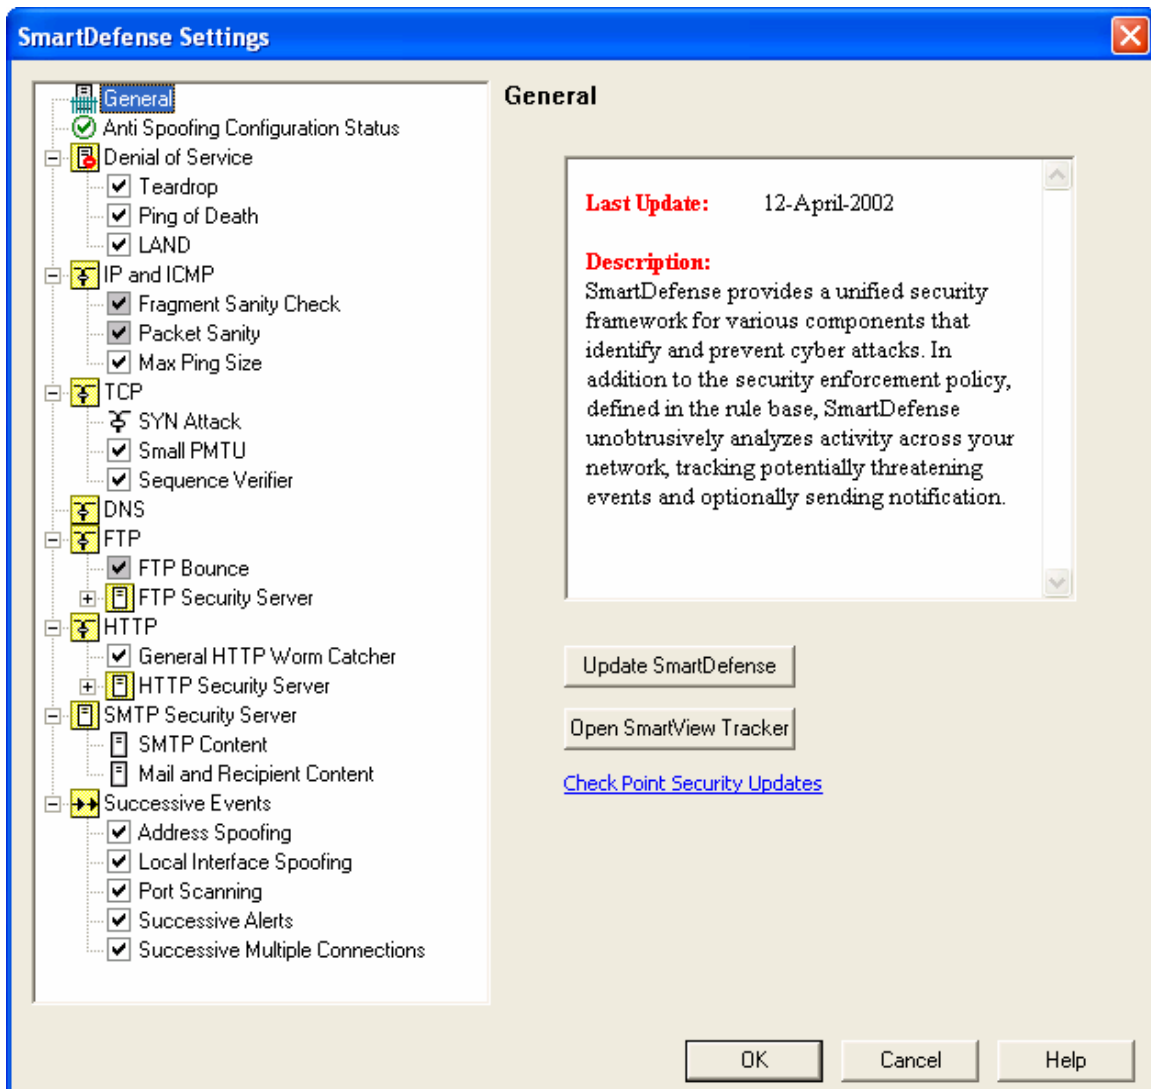 SmartDefense Settings
General
Anti Spoofing Configuration Status
Denial of Service
Teardrop
Ping of Death
LAND
IP and ICMP
Fragment Sanity Check
Packet Sanity
Max Ping Size
TCP
SYN Attack
Small PMTU
Sequence Verifier
DNS
FTP
FTP Bounce
FTP Security Server
HTTP
General HTTP Worm Catcher
HTTP Security Server
SMTP Security Server
SMTP Content
Mail and Recipient Content
Successive Events
Address Spoofing
Local Interface Spoofing
Port Scanning
Successive Alerts
Successive Multiple Connections
General
Last Update: 12-April-2002
Description:
SmartDefense provides a unified security
framework for various components that
identify and prevent cyber attacks. In
addition to the security enforcement policy,
defined in the rule base, SmartDefense
unobtrusively analyzes activity across your
network, tracking potentially threatening
events and optionally sending notification.
Update SmartDefense
Open SmartView Tracker
Check Point Security Updates
OK Cancel Help